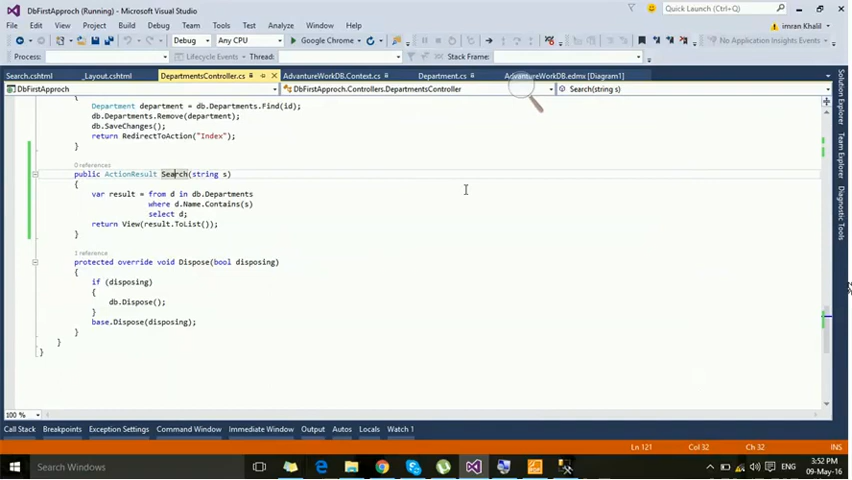 DbFirstApproch (Running) - Microsoft Visual Studio
Quick Launch (Ctrl+Q)
File Edit View Project Build Debug Team Tools Test Analyze Window Help
imran Khalil
Debug Any CPU Google Chrome No Application Insights Events
Process: Lifecycle Events Thread: Stack Frame:
Search.cshtml _Layout.cshtml DepartmentsController.cs AdvantureWorkDB.Context.cs Department.cs AdvantureWorkDB.edmx [Diagram1]
DbFirstApproch DbFirstApproch.Controllers.DepartmentsController Search(string s)
Department department = db.Departments.Find(id);
db.Departments.Remove(department);
db.SaveChanges();
return RedirectToAction("Index");
}
0 references
public ActionResult Search(string s)
{
var result = from d in db.Departments
where d.Name.Contains(s)
select d;
return View(result.ToList());
}
protected override void Dispose(bool disposing)
{
if (disposing)
{
db.Dispose();
}
base.Dispose(disposing);
}
}
}
Solution Explorer
Team Explorer
Diagnostic Tools
100 %
Call Stack Breakpoints Exception Settings Command Window Immediate Window Output Autos Locals Watch 1
Ln 121 Col 32 Ch 32 INS
Search Windows
ENG
3:52 PM
09-May-16